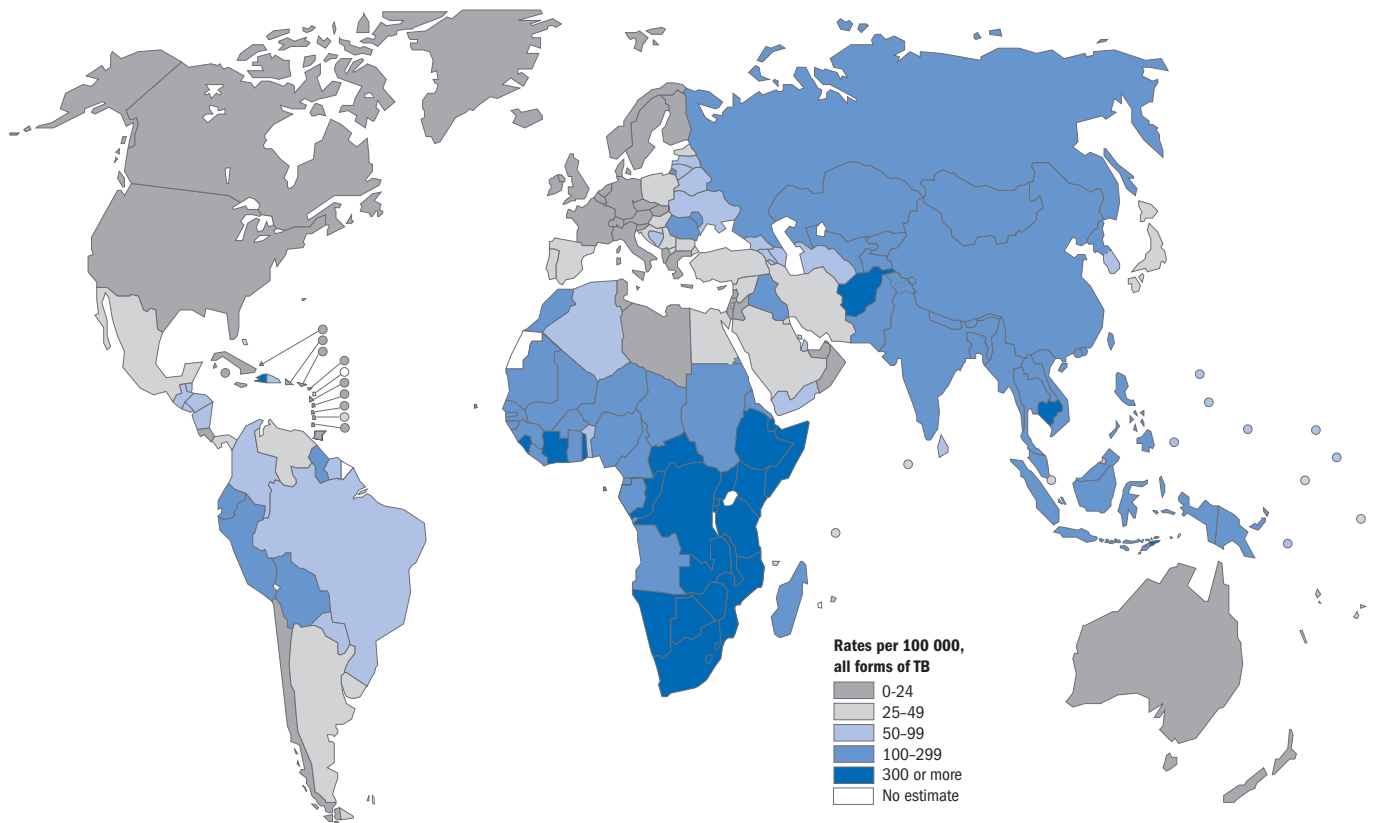 Rates per 100 000,
all forms of TB
0-24
25–49
50–99
100–299
300 or more
No estimate